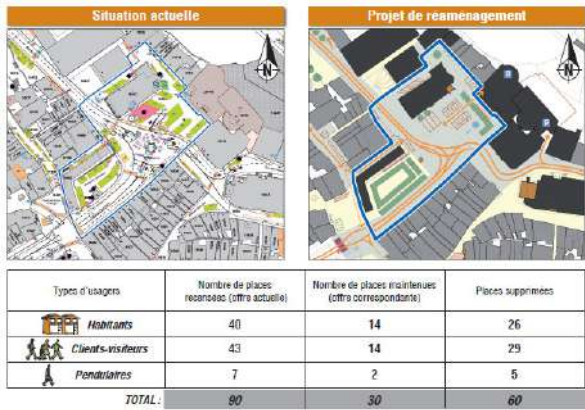 Situation actuelle
Projet de réaménagement
N
N
P
P
Types d'usagers
Nombre de places recensées (offre actuelle)
Nombre de places maintenues (offre correspondante)
Places supprimées
Habitants 40 14 26
Clients-visiteurs 43 14 29
Pendulaires 7 2 5
TOTAL: 90 30 60